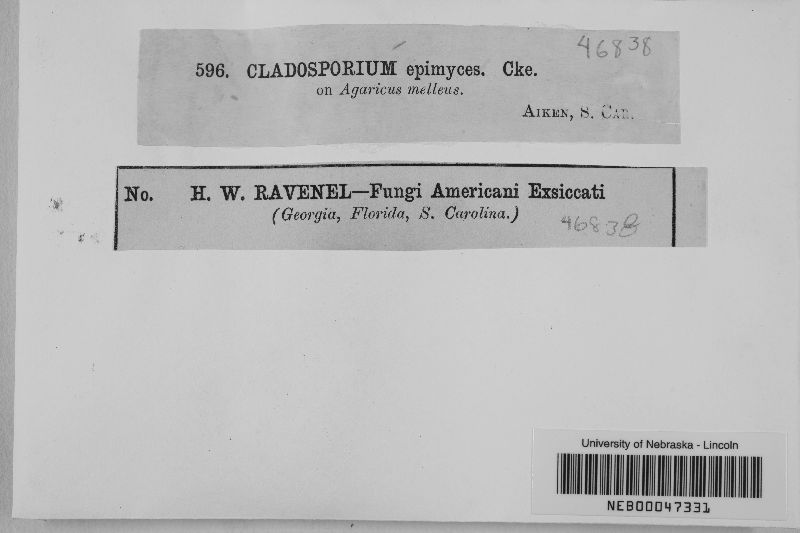 46838
596. CLADOSPORIUM epimyces. Cke.
on Agaricus melleus.
AIKEN, S. CAR.
No. H. W. RAVENEL—Fungi Americani Exsiccati
(Georgia, Florida, S. Carolina.)
46838
University of Nebraska - Lincoln
NEB00047331